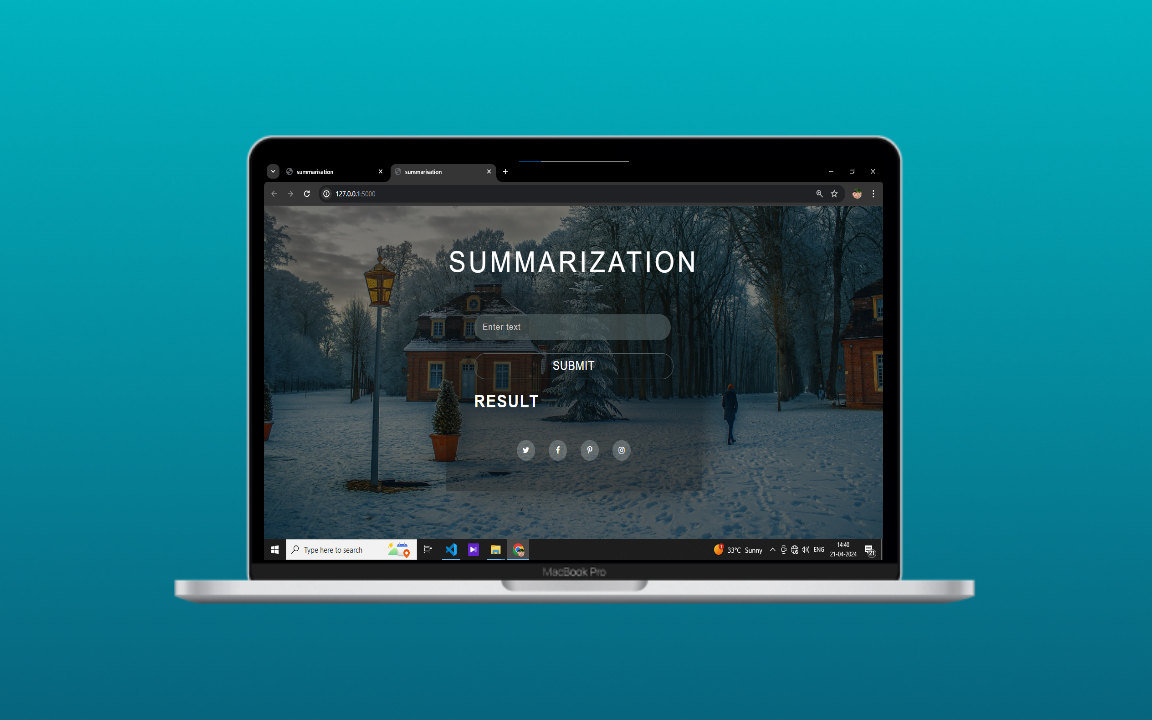 summarisation
summarisation
127.0.0.1:5000
SUMMARIZATION
Enter text
SUBMIT
RESULT
Type here to search
33°C Sunny
ENG
14:40
21-04-2024
MacBook Pro